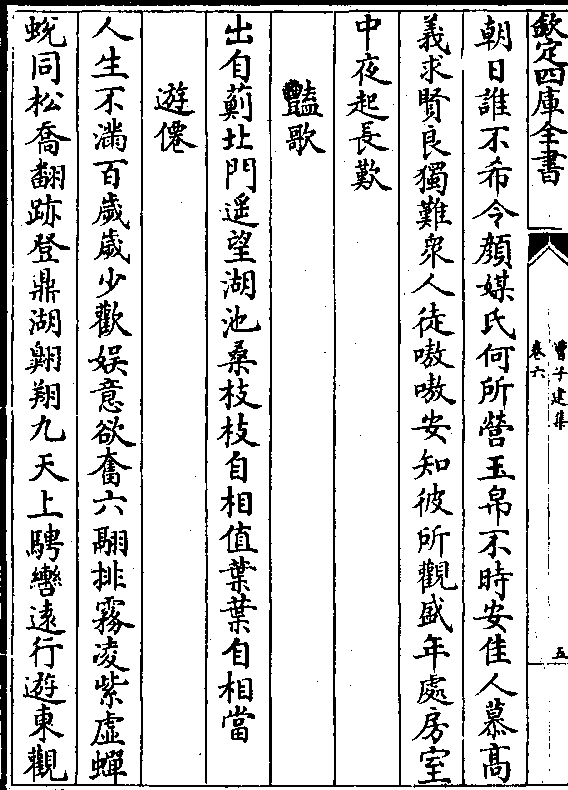 欽定四庫全書
曹子建集
卷六
五
朝日誰不希令顏媒氏何所營玉帛不時安佳人慕高
義求賢良獨難衆人徒嗷嗷安知彼所觀盛年處房室
中夜起長歎
豔歌
出自薊北門遥望湖池桑枝枝自相值葉葉自相當
遊僊
人生不滿百歲歲少歡娱意欲奮六翮排霧凌紫虛蟬
蛻同松喬翻跡登鼎湖翺翔九天上騁轡逺行遊東觀